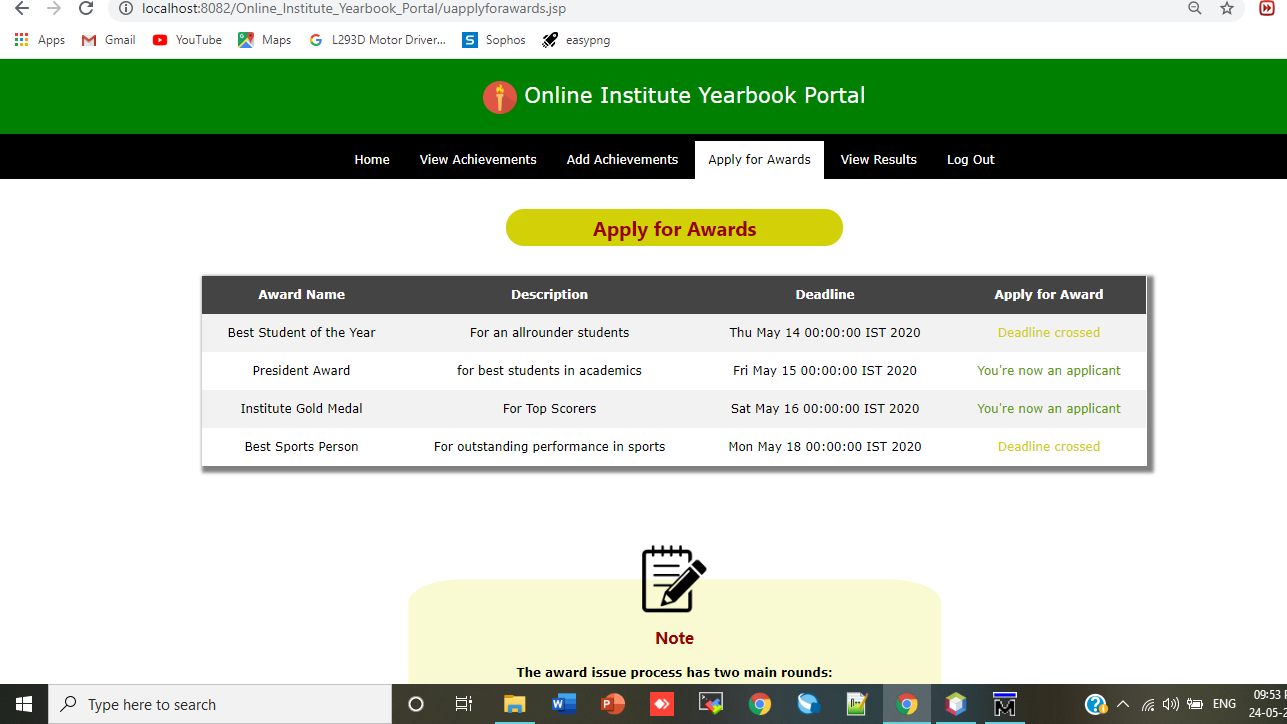 localhost:8082/Online_Institute_Yearbook_Portal/uapplyforawards.jsp
Apps Gmail YouTube Maps L293D Motor Driver... Sophos easypng
Online Institute Yearbook Portal
Home View Achievements Add Achievements Apply for Awards View Results Log Out
Apply for Awards
Award Name Description Deadline Apply for Award
Best Student of the Year For an allrounder students Thu May 14 00:00:00 IST 2020 Deadline crossed
President Award for best students in academics Fri May 15 00:00:00 IST 2020 You're now an applicant
Institute Gold Medal For Top Scorers Sat May 16 00:00:00 IST 2020 You're now an applicant
Best Sports Person For outstanding performance in sports Mon May 18 00:00:00 IST 2020 Deadline crossed
Note
The award issue process has two main rounds:
Type here to search
ENG
09:53
24-05-2